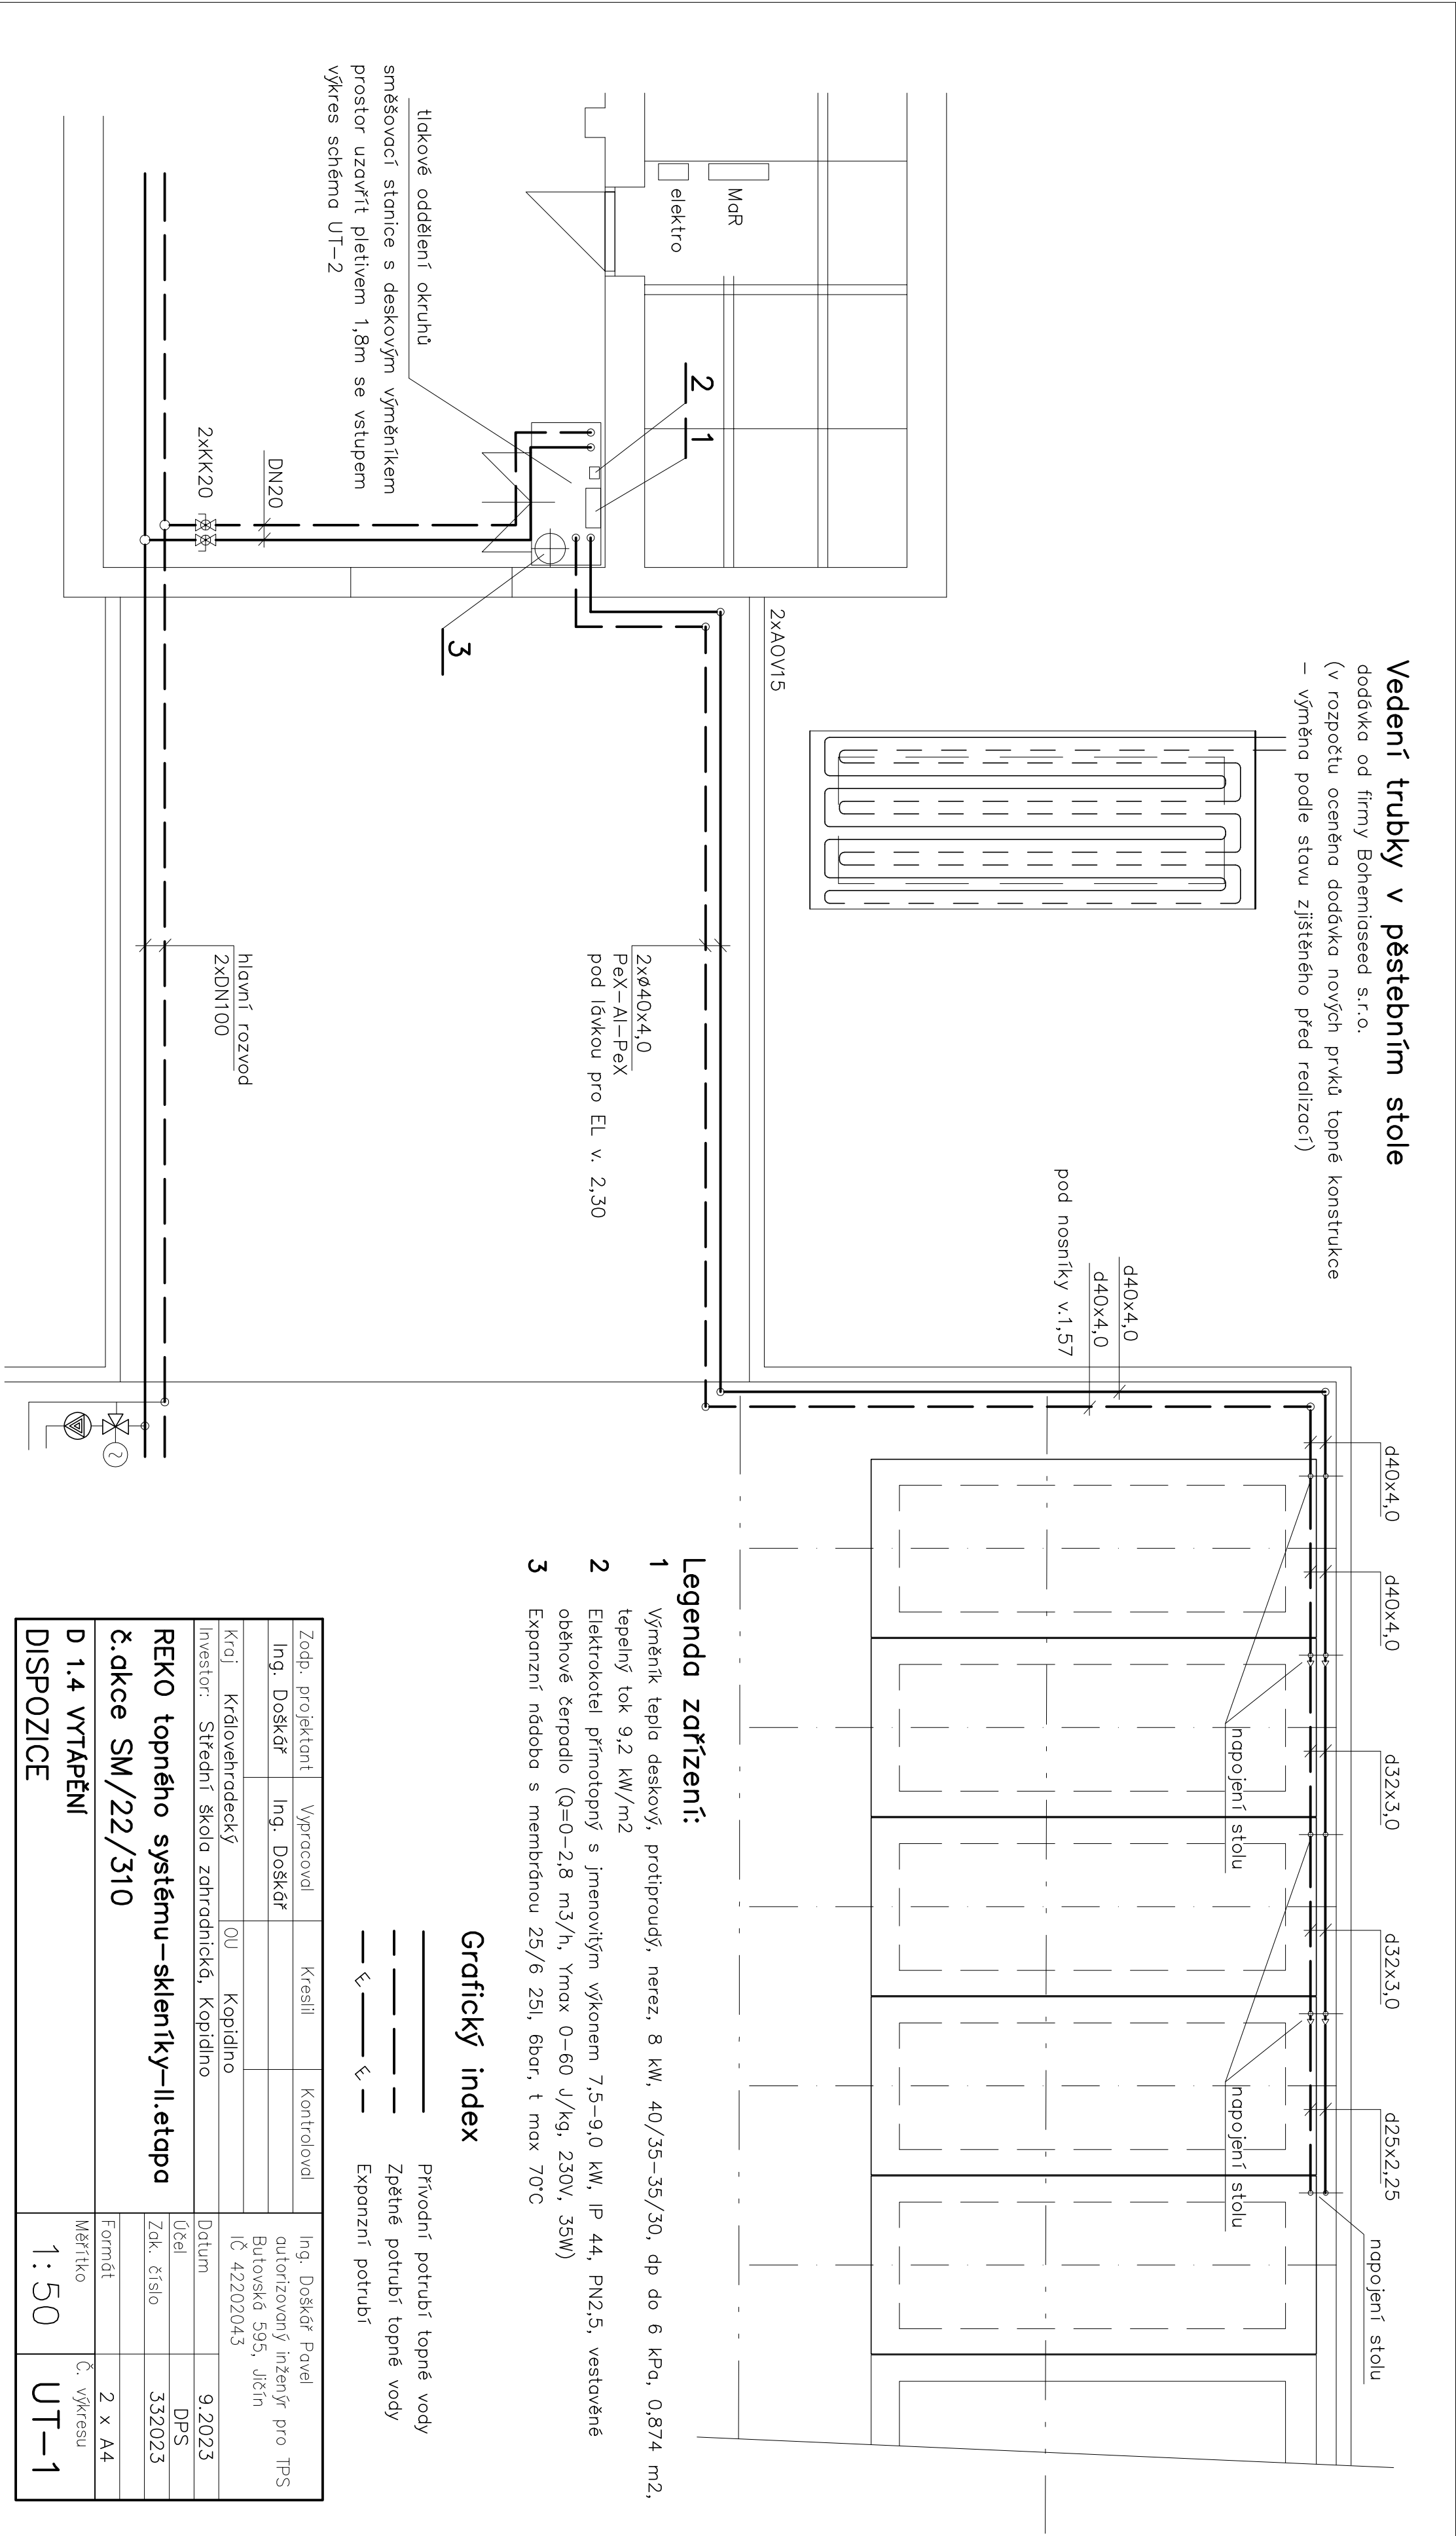 Vedení trubky v pěstebním stole
dodávka od firmy Bohemiaseed s.r.o.
(v rozpočtu oceněna dodávka nových prvků topné konstrukce
– výměna podle stavu zjištěného před realizací)
MaR
elektro
2
1
tlakové oddělení okruhů
směšovací stanice s deskovým výměníkem
prostor uzavřít pletivem 1,8m se vstupem
výkres schéma UT–2
DN20
2xKK20
3
2xAOV15
2xø40x4,0
PeX–Al–PeX
pod lávkou pro EL v. 2,30
hlavní rozvod
2xDN100
d40x4,0
d40x4,0
pod nosníky v.1,57
d40x4,0
d40x4,0
d32x3,0
d32x3,0
d25x2,25
napojení stolu
napojení stolu
napojení stolu
Legenda zařízení:
1 Výměník tepla deskový, protiproudý, nerez, 8 kW, 40/35–35/30, dp do 6 kPa, 0,874 m2,
tepelný tok 9,2 kW/m2
2 Elektrokotel přímotopný s jmenovitým výkonem 7,5–9,0 kW, IP 44, PN2,5, vestavěné
oběhové čerpadlo (Q=0–2,8 m3/h, Ymax 0–60 J/kg, 230V, 35W)
3 Expanzní nádoba s membránou 25/6 25l, 6bar, t max 70°C
Grafický index
Přívodní potrubí topné vody
Zpětné potrubí topné vody
E E Expanzní potrubí
Zodp. projektant Vypracoval Kreslil Kontroloval
Ing. Doškář Ing. Doškář
Kraj Královehradecký OU Kopidlno
Investor: Střední škola zahradnická, Kopidlno
Ing. Doškář Pavel
autorizovaný inženýr pro TPS
Butovská 595, Jičín
IČ 42202043
REKO topného systému–skleníky–II.etapa
č.akce SM/22/310
Datum 9.2023
Účel DPS
Zak. číslo 332023
Formát 2 x A4
D 1.4 VYTÁPĚNÍ
DISPOZICE
Měřítko Č. výkresu
1:50 UT–1